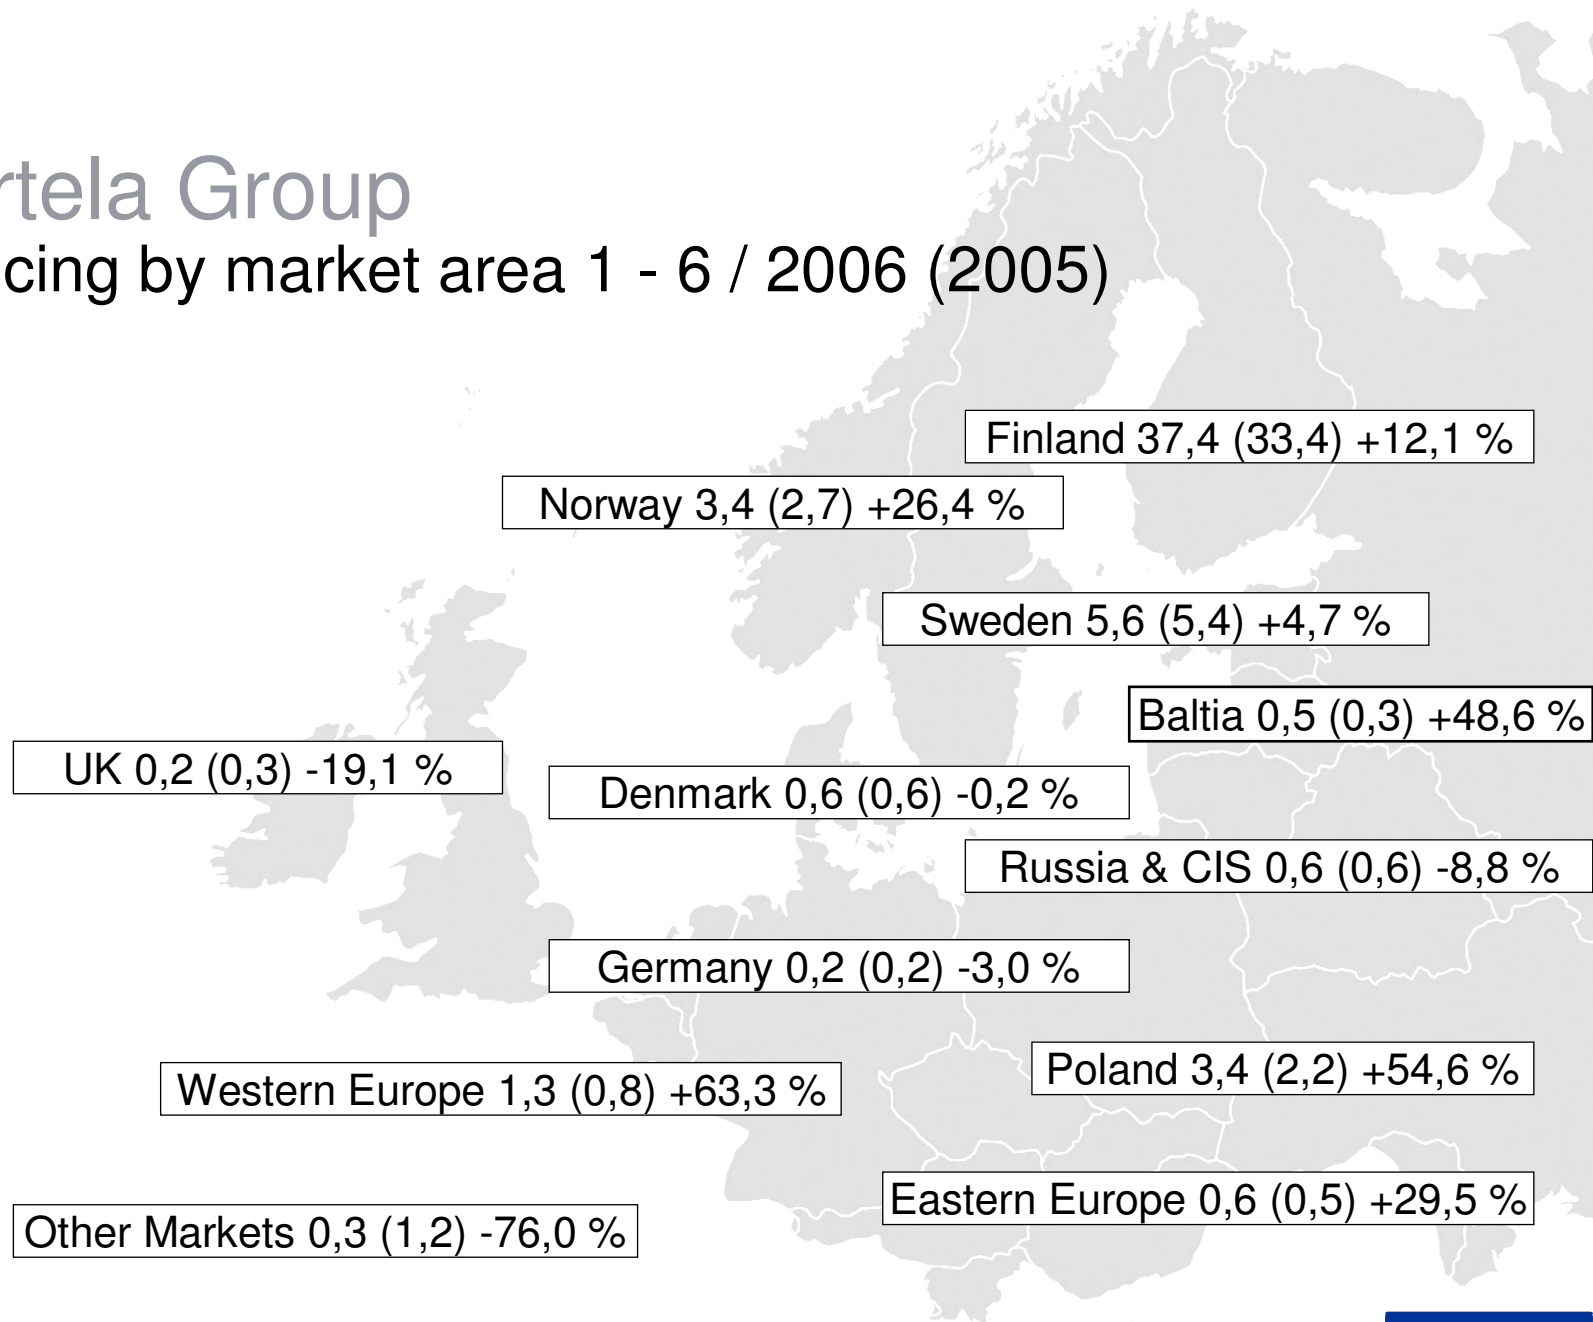 rtela Group
cing by market area 1 - 6 / 2006 (2005)
Finland 37,4 (33,4) +12,1 %
Norway 3,4 (2,7) +26,4 %
Sweden 5,6 (5,4) +4,7 %
Baltia 0,5 (0,3) +48,6 %
UK 0,2 (0,3) -19,1 %
Denmark 0,6 (0,6) -0,2 %
Russia & CIS 0,6 (0,6) -8,8 %
Germany 0,2 (0,2) -3,0 %
Western Europe 1,3 (0,8) +63,3 %
Poland 3,4 (2,2) +54,6 %
Eastern Europe 0,6 (0,5) +29,5 %
Other Markets 0,3 (1,2) -76,0 %